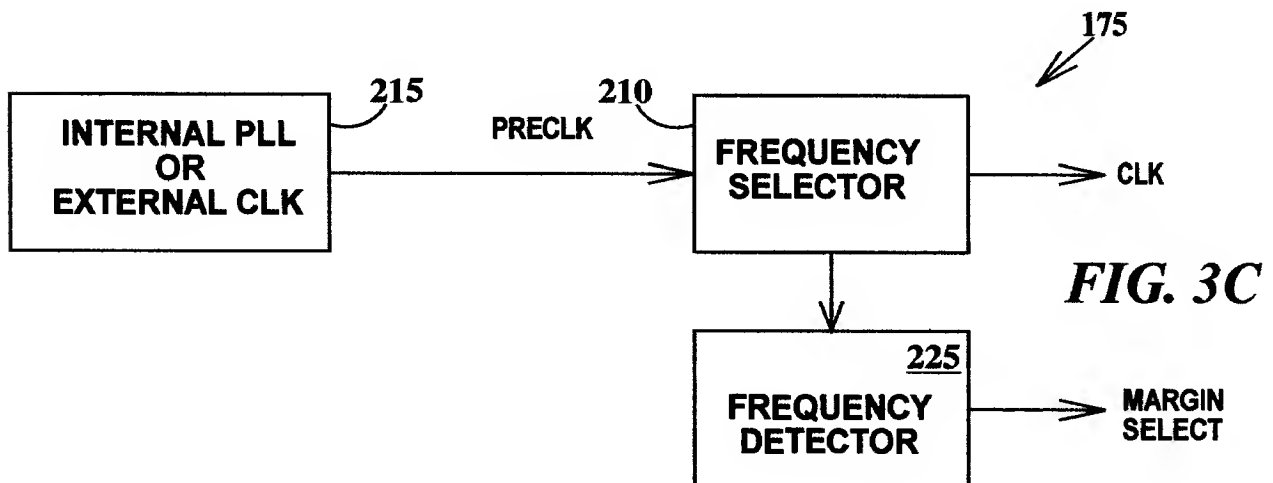 175
215
INTERNAL PLL
OR
EXTERNAL CLK
PRECLK
210
FREQUENCY
SELECTOR
CLK
FIG. 3C
225
FREQUENCY
DETECTOR
MARGIN
SELECT